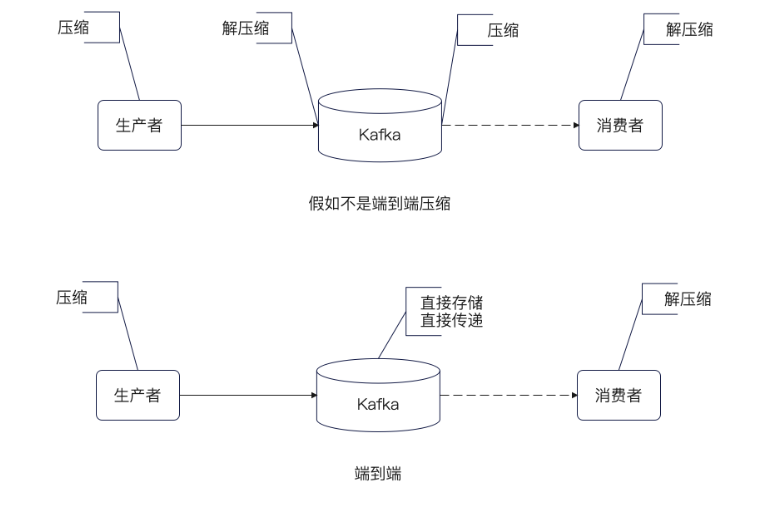 压缩
解压缩
压缩
解压缩
生产者
Kafka
消费者
假如不是端到端压缩
压缩
直接存储
直接传递
解压缩
生产者
Kafka
消费者
端到端